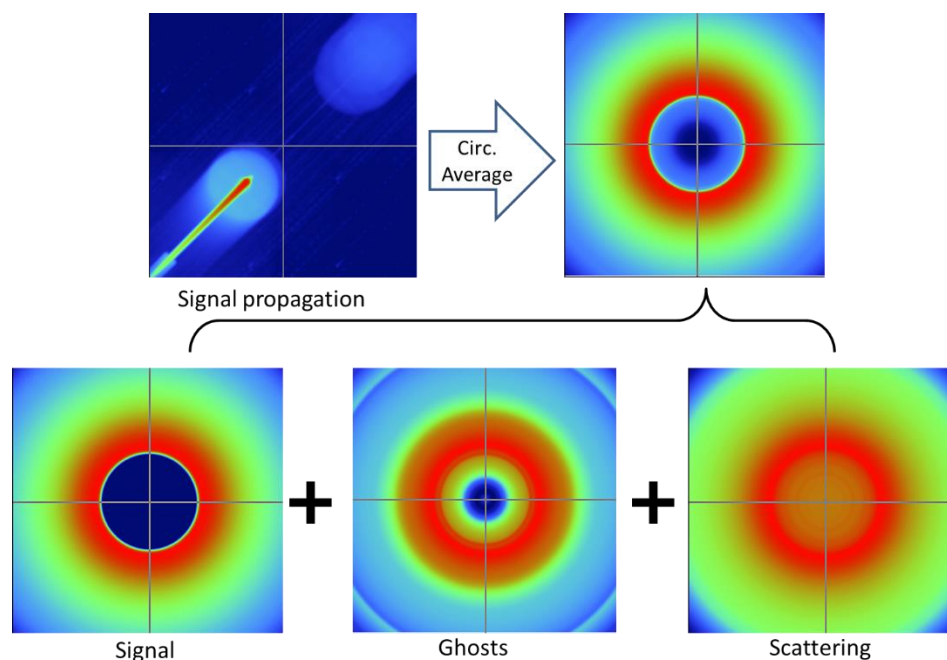 Circ.
Average
Signal propagation
Signal
Ghosts
Scattering